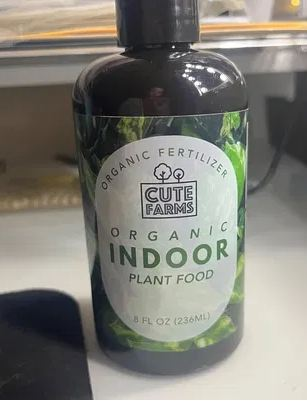 ORGANIC FERTILIZER
CUTE
FARMS
ORGANIC
INDOOR
PLANT FOOD
8 FL OZ (236ML)